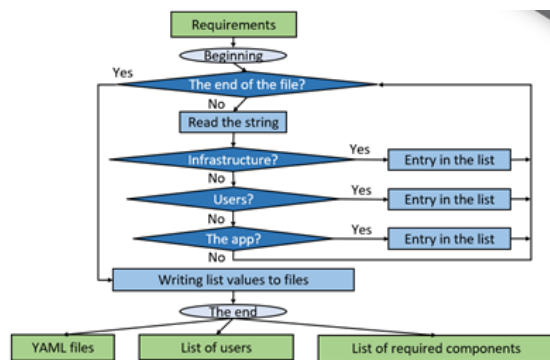 Requirements
Beginning
Yes
The end of the file?
No
Read the string
Infrastructure?
Yes
Entry in the list
No
Users?
Yes
Entry in the list
No
The app?
Yes
Entry in the list
No
Writing list values to files
The end
YAML files
List of users
List of required components